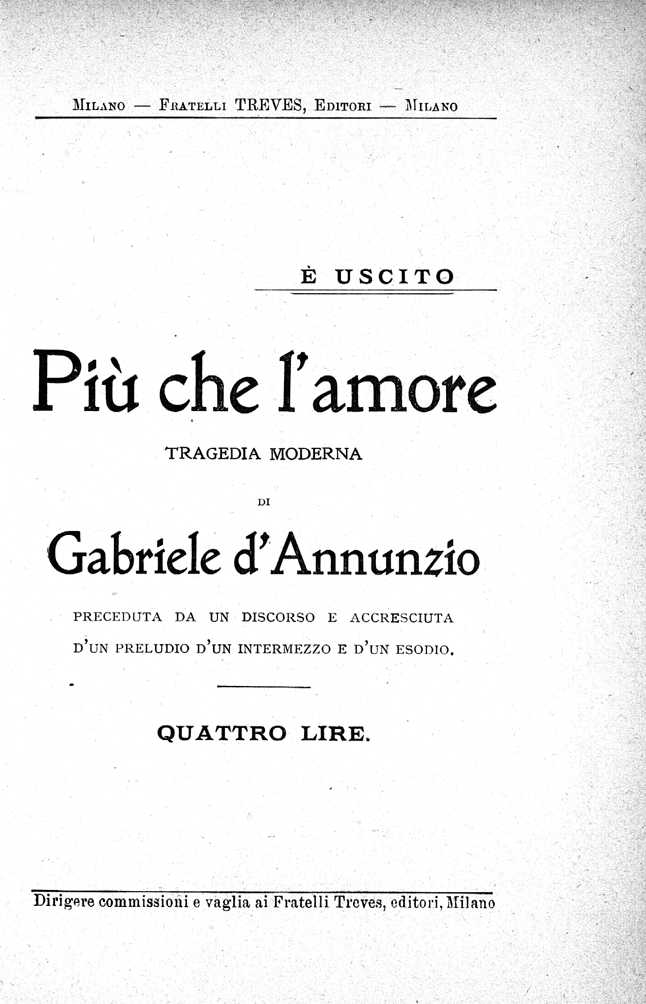 Milano — Fratelli TREVES, Editori — Milano
È USCITO
Più che l'amore
TRAGEDIA MODERNA
DI
Gabriele d'Annunzio
PRECEDUTA DA UN DISCORSO E ACCRESCIUTA
D'UN PRELUDIO D'UN INTERMEZZO E D'UN ESODIO.
QUATTRO LIRE.
Dirigere commissioni e vaglia ai Fratelli Treves, editori, Milano